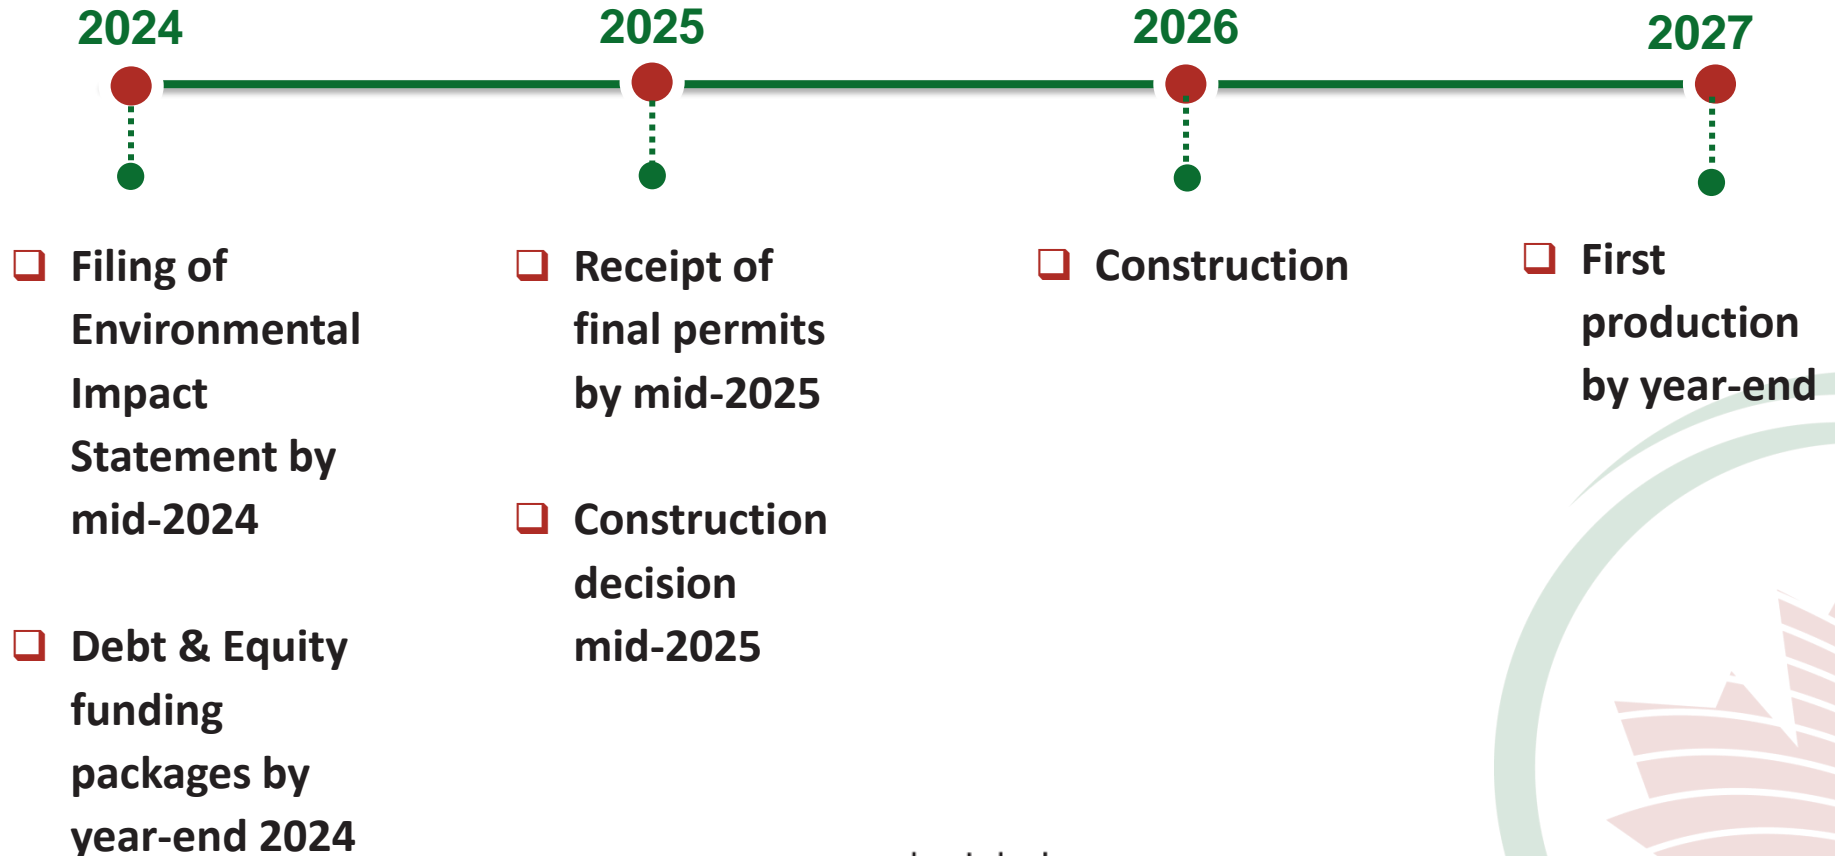 2024
2025
2026
2027
Filing of
Environmental
Impact
Statement by
mid-2024
Debt & Equity
funding
packages by
year-end 2024
Receipt of
final permits
by mid-2025
Construction
decision
mid-2025
Construction
First
production
by year-end